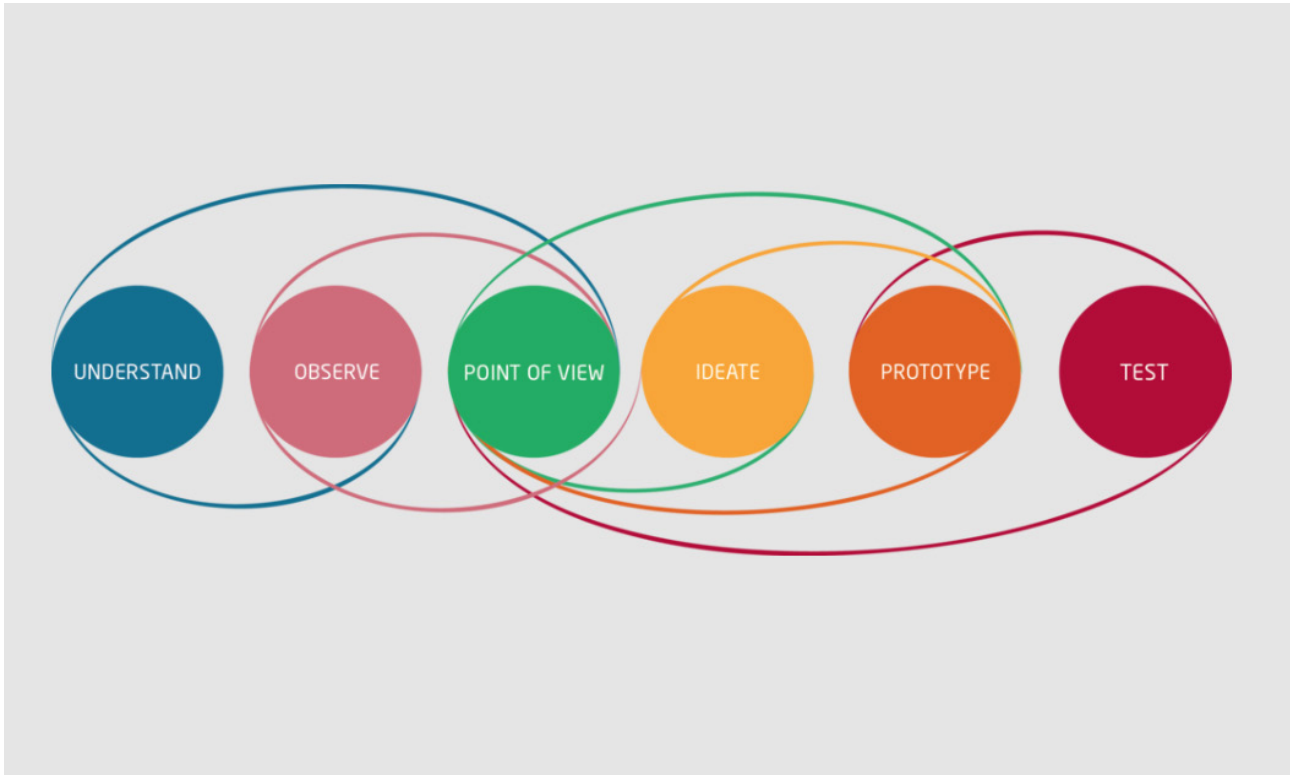 UNDERSTAND
OBSERVE
POINT OF VIEW
IDEATE
PROTOTYPE
TEST